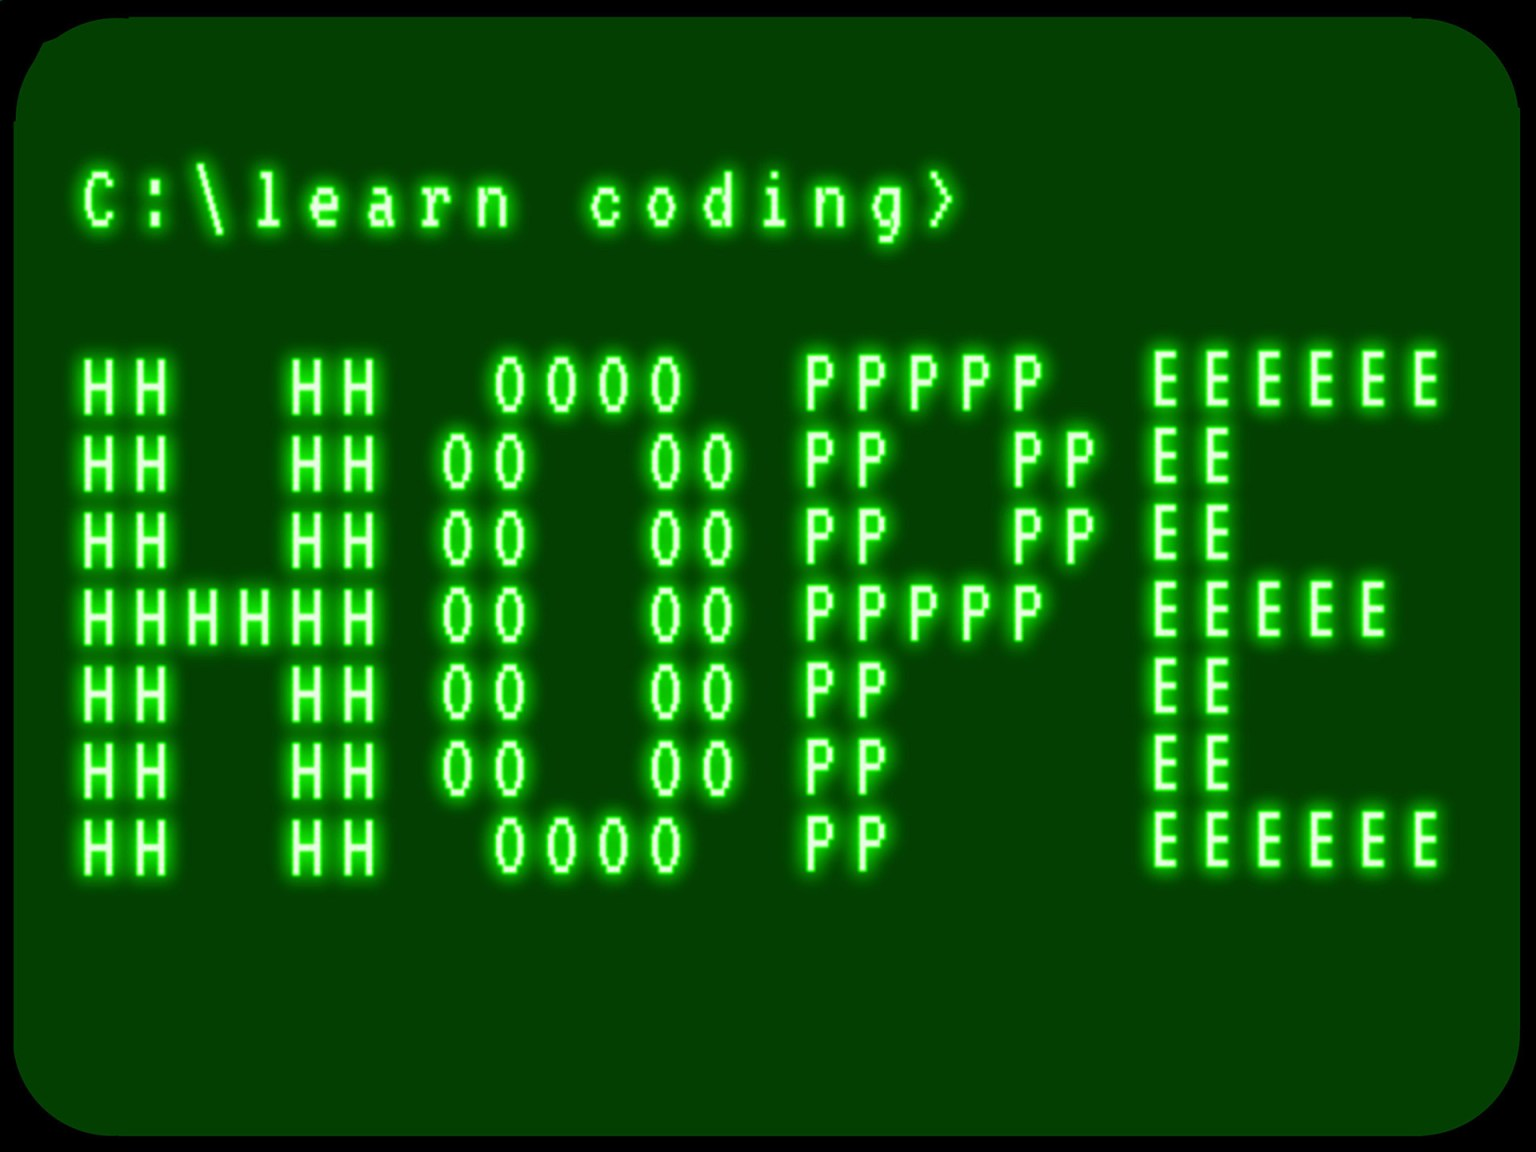 C:\learn coding>
HH  HH  OOOO  PPPPP  EEEEEE
HH  HH OO  OO PP  PP EE
HH  HH OO  OO PP  PP EE
HHHHHH OO  OO PPPPP  EEEEE
HH  HH OO  OO PP     EE
HH  HH OO  OO PP     EE
HH  HH  OOOO  PP     EEEEEE